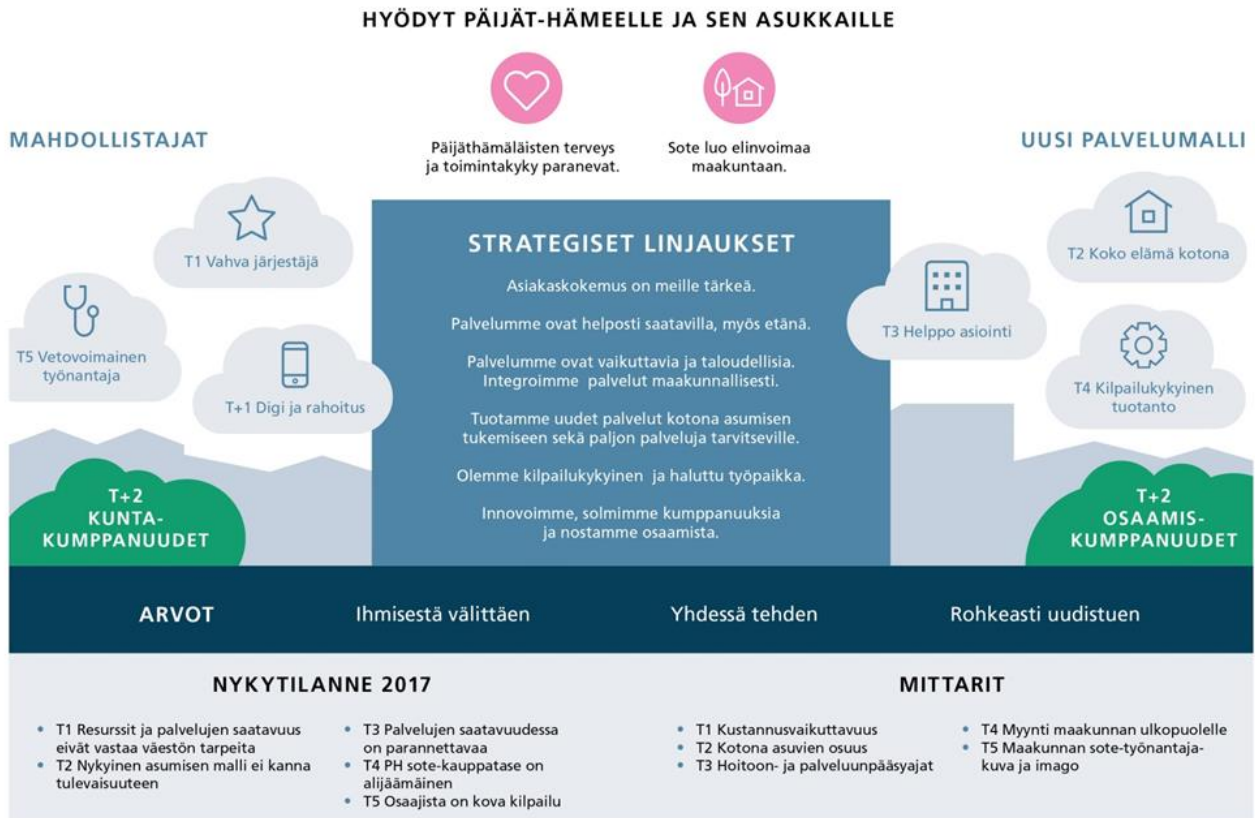 HYÖDYT PÄIJÄT-HÄMEELLE JA SEN ASUKKAILLE
Päijäthämäläisten terveys
ja toimintakyky paranevat.
Sote luo elinvoimaa
maakuntaan.
MAHDOLLISTAJAT
T1 Vahva järjestäjä
T5 Vetovoimainen
työnantaja
T+1 Digi ja rahoitus
T+2
KUNTA-
KUMPPANUUDET
STRATEGISET LINJAUKSET
Asiakaskokemus on meille tärkeä.
Palvelumme ovat helposti saatavilla, myös etänä.
Palvelumme ovat vaikuttavia ja taloudellisia.
Integroimme palvelut maakunnallisesti.
Tuotamme uudet palvelut kotona asumisen
tukemiseen sekä paljon palveluja tarvitseville.
Olemme kilpailukykyinen ja haluttu työpaikka.
Innovoimme, solmimme kumppanuuksia
ja nostamme osaamista.
UUSI PALVELUMALLI
T2 Koko elämä kotona
T3 Helppo asiointi
T4 Kilpailukykyinen
tuotanto
T+2
OSAAMIS-
KUMPPANUUDET
ARVOT
Ihmisestä välittäen
Yhdessä tehden
Rohkeasti uudistuen
NYKYTILANNE 2017
• T1 Resurssit ja palvelujen saatavuus
eivät vastaa väestön tarpeita
• T2 Nykyinen asumisen malli ei kanna
tulevaisuuteen
• T3 Palvelujen saatavuudessa
on parannettavaa
• T4 PH sote-kauppatase on
alijäämäinen
• T5 Osaajista on kova kilpailu
MITTARIT
• T1 Kustannusvaikuttavuus
• T2 Kotona asuvien osuus
• T3 Hoitoon- ja palveluunpääsyajat
• T4 Myynti maakunnan ulkopuolelle
• T5 Maakunnan sote-työnantaja-
kuva ja imago